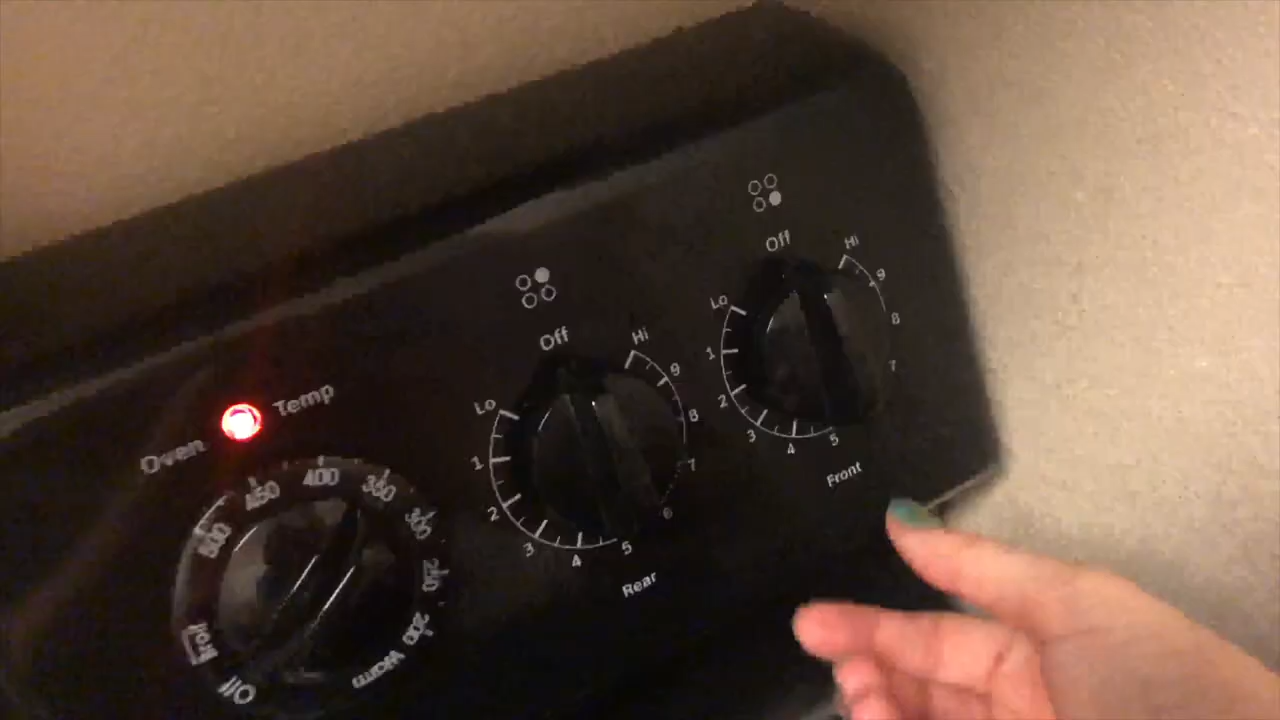 Oven Temp
500 450 400 350 300 250 200 Warm
Broil Off
Off
Lo 1 2 3 4 5 6 7 8 9 Hi
Rear
Off
Lo 1 2 3 4 5 7 8 9 Hi
Front